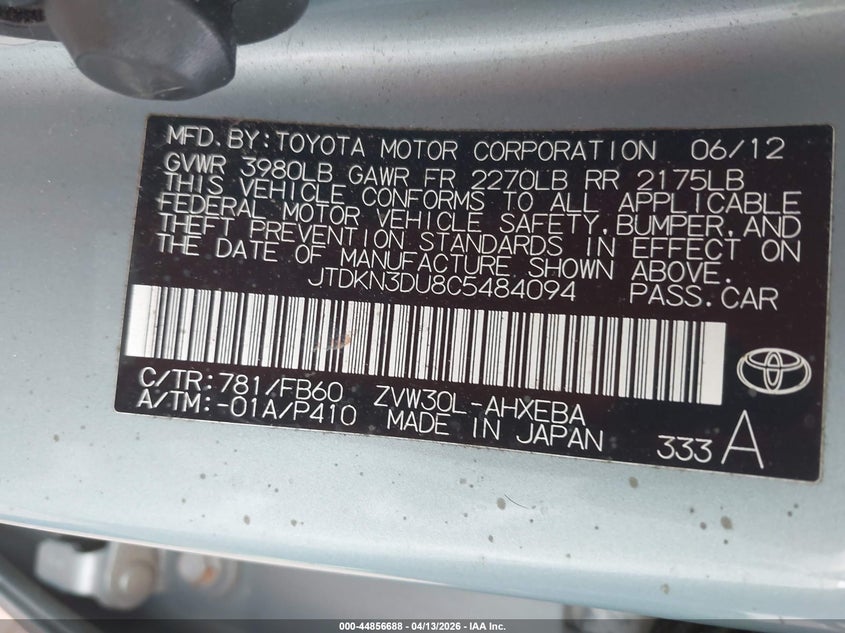 MFD.BY:TOYOTA MOTOR CORPORATION 06/12
GVWR 3980LB GAWR FR 2270LB RR 2175LB
THIS VEHICLE CONFORMS TO ALL APPLICABLE
FEDERAL MOTOR VEHICLE SAFETY,BUMPER,AND
THEFT PREVENTION STANDARDS IN EFFECT ON
THE DATE OF MANUFACTURE SHOWN ABOVE.
JTDKN3DU8C5484094 PASS.CAR
C/TR:781/FB60 ZVW30L-AHXEBA
A/TM:-01A/P410 MADE IN JAPAN 333 A
000-44856688 - 04/13/2026 - IAA Inc.